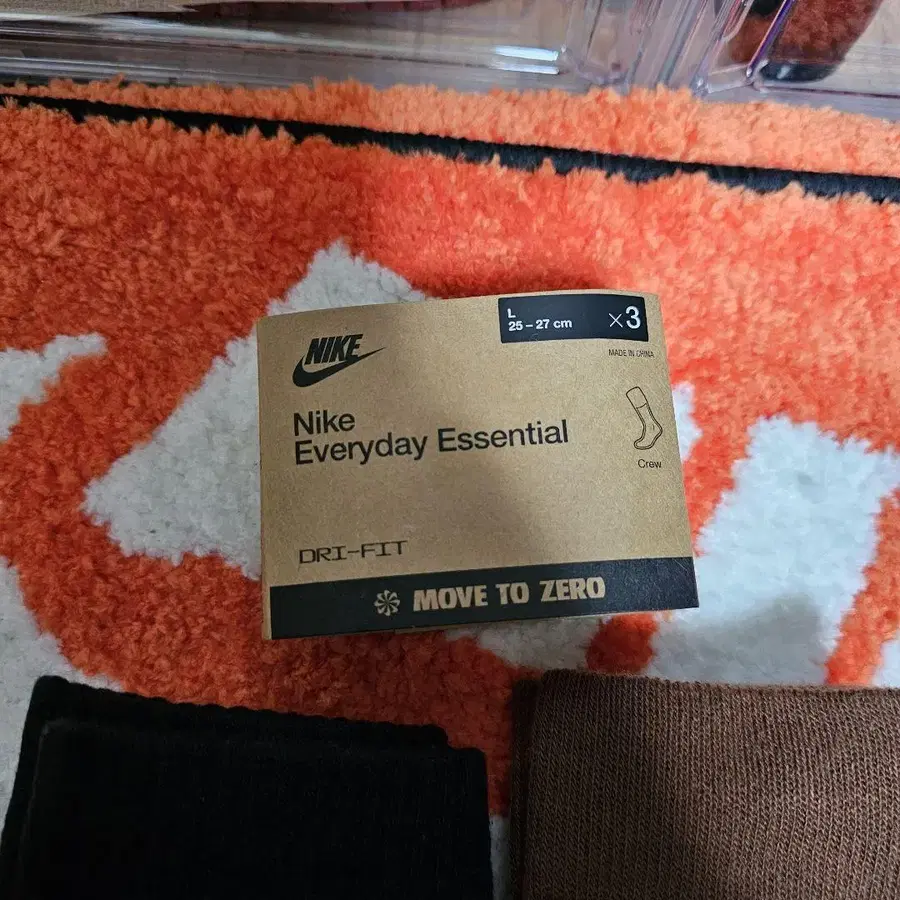 NIKE
L
25 – 27 cm
×3
MADE IN CHINA
Nike
Everyday Essential
Crew
DRI-FIT
MOVE TO ZERO